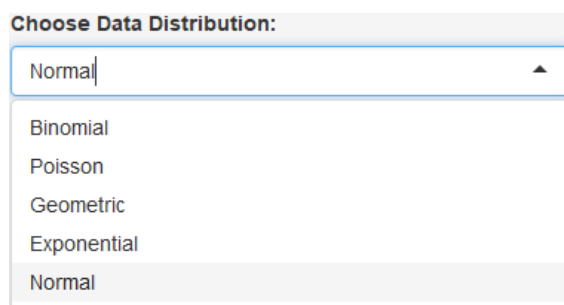 Choose Data Distribution:
Normal
Binomial
Poisson
Geometric
Exponential
Normal